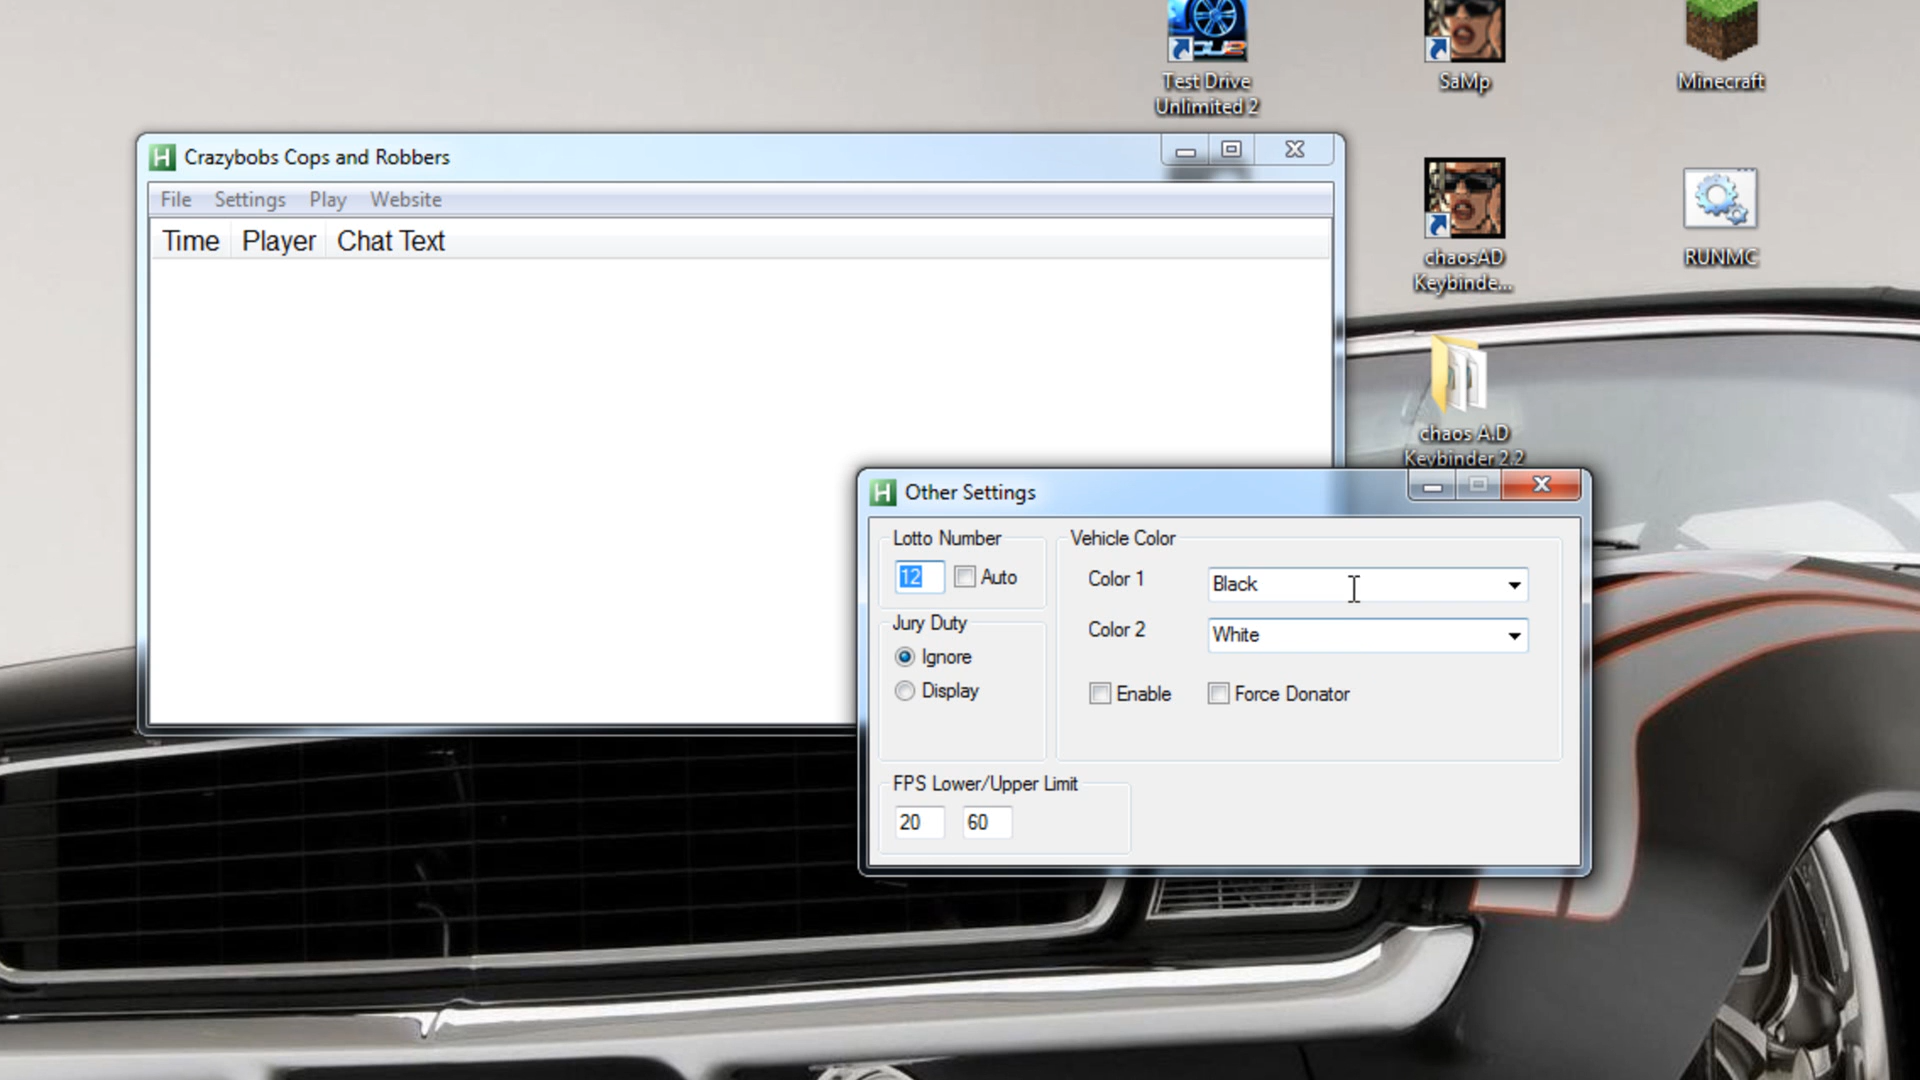 Test Drive
Unlimited 2
SaMp
Minecraft
Crazybobs Cops and Robbers
File Settings Play Website
Time Player Chat Text
chaosAD
Keybinde...
RUNMC
chaos A.D
Keybinder 2.2
Other Settings
Lotto Number
12 Auto
Jury Duty
Ignore
Display
Vehicle Color
Color 1 Black
Color 2 White
Enable Force Donator
FPS Lower/Upper Limit
20 60